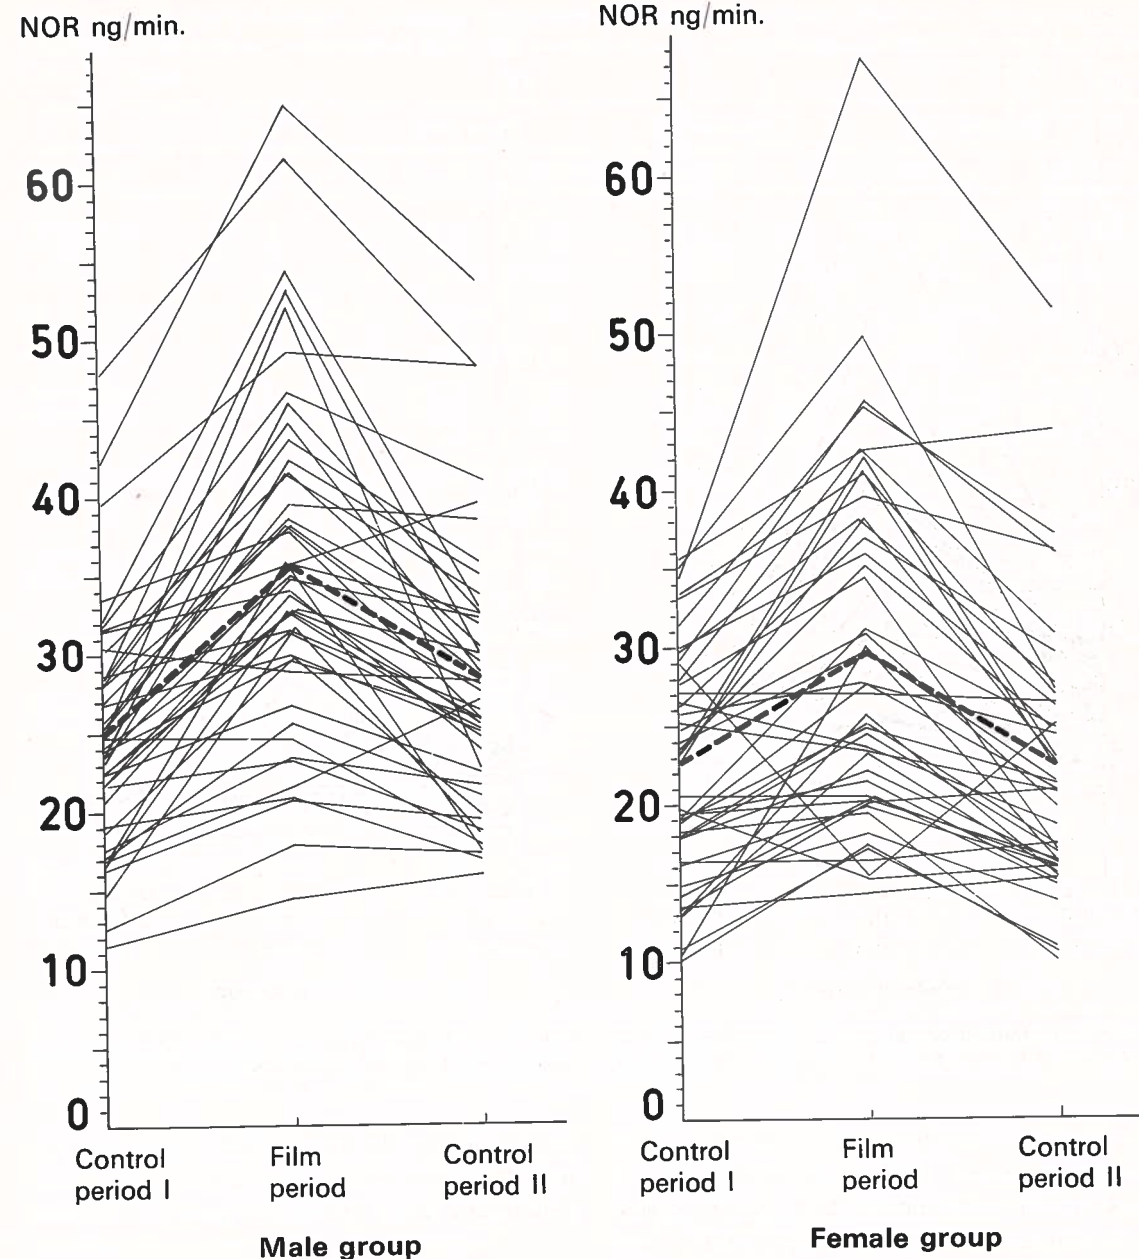 NOR ng/min.
60
50
40
30
20
10
0
Control
period I
Film
period
Control
period II
Male group
NOR ng/min.
60
50
40
30
20
10
0
Control
period I
Film
period
Control
period II
Female group